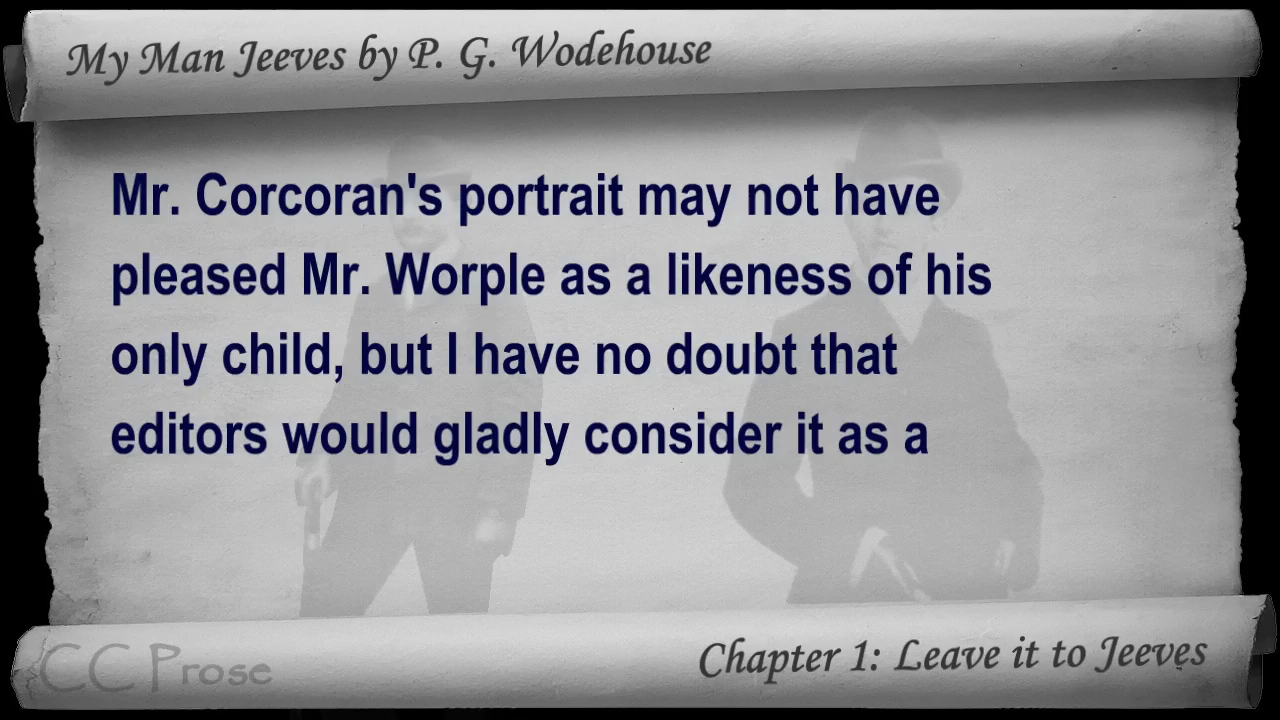 My Man Jeeves by P. G. Wodehouse
Mr. Corcoran's portrait may not have
pleased Mr. Worple as a likeness of his
only child, but I have no doubt that
editors would gladly consider it as a
CC Prose
Chapter 1: Leave it to Jeeves